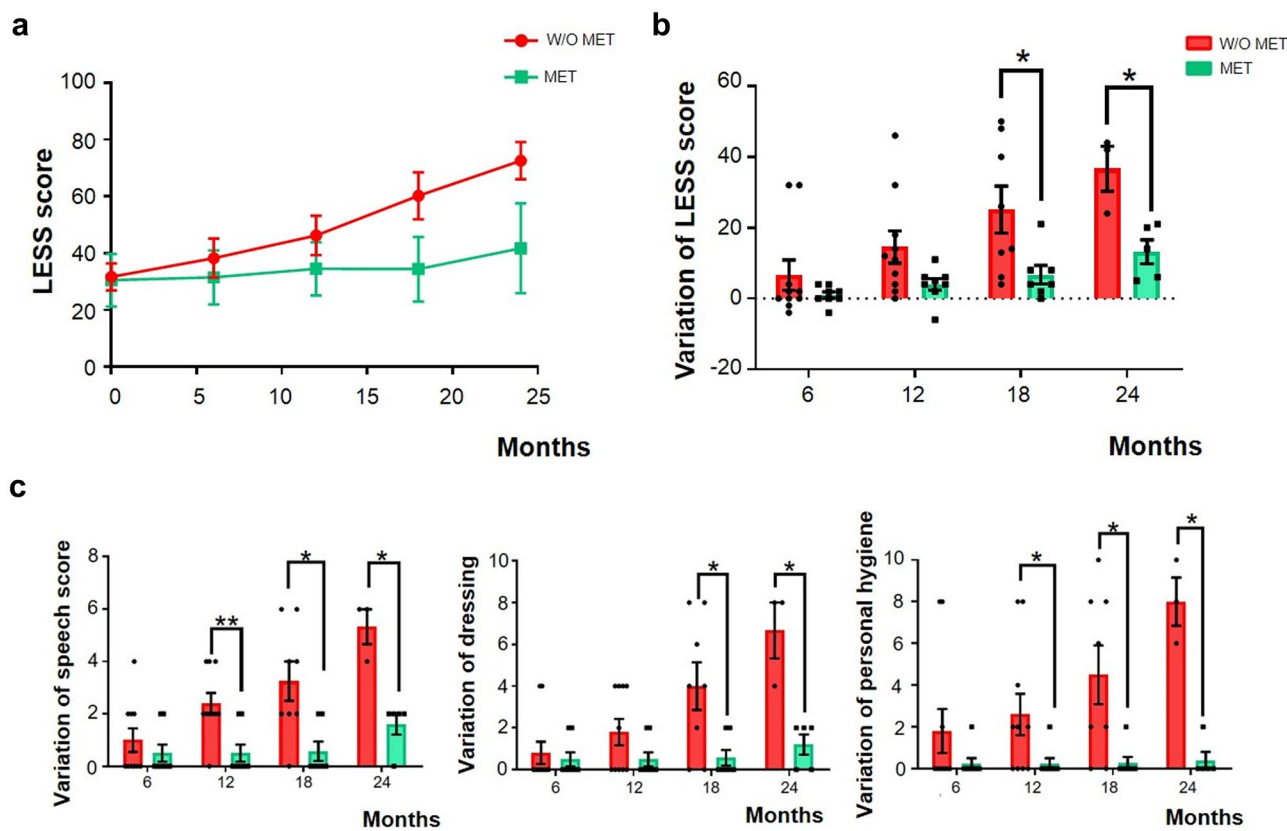 a
W/O MET
MET
LESS score
100
80
60
40
20
0
0 5 10 15 20 25
Months
b
W/O MET
MET
Variation of LESS score
60
40
20
0
-20
* *
6 12 18 24
Months
c
Variation of speech score
8
6
4
2
0
** * *
6 12 18 24
Months
Variation of dressing
10
8
6
4
2
0
* *
6 12 18 24
Months
Variation of personal hygiene
10
8
6
4
2
0
* * *
6 12 18 24
Months